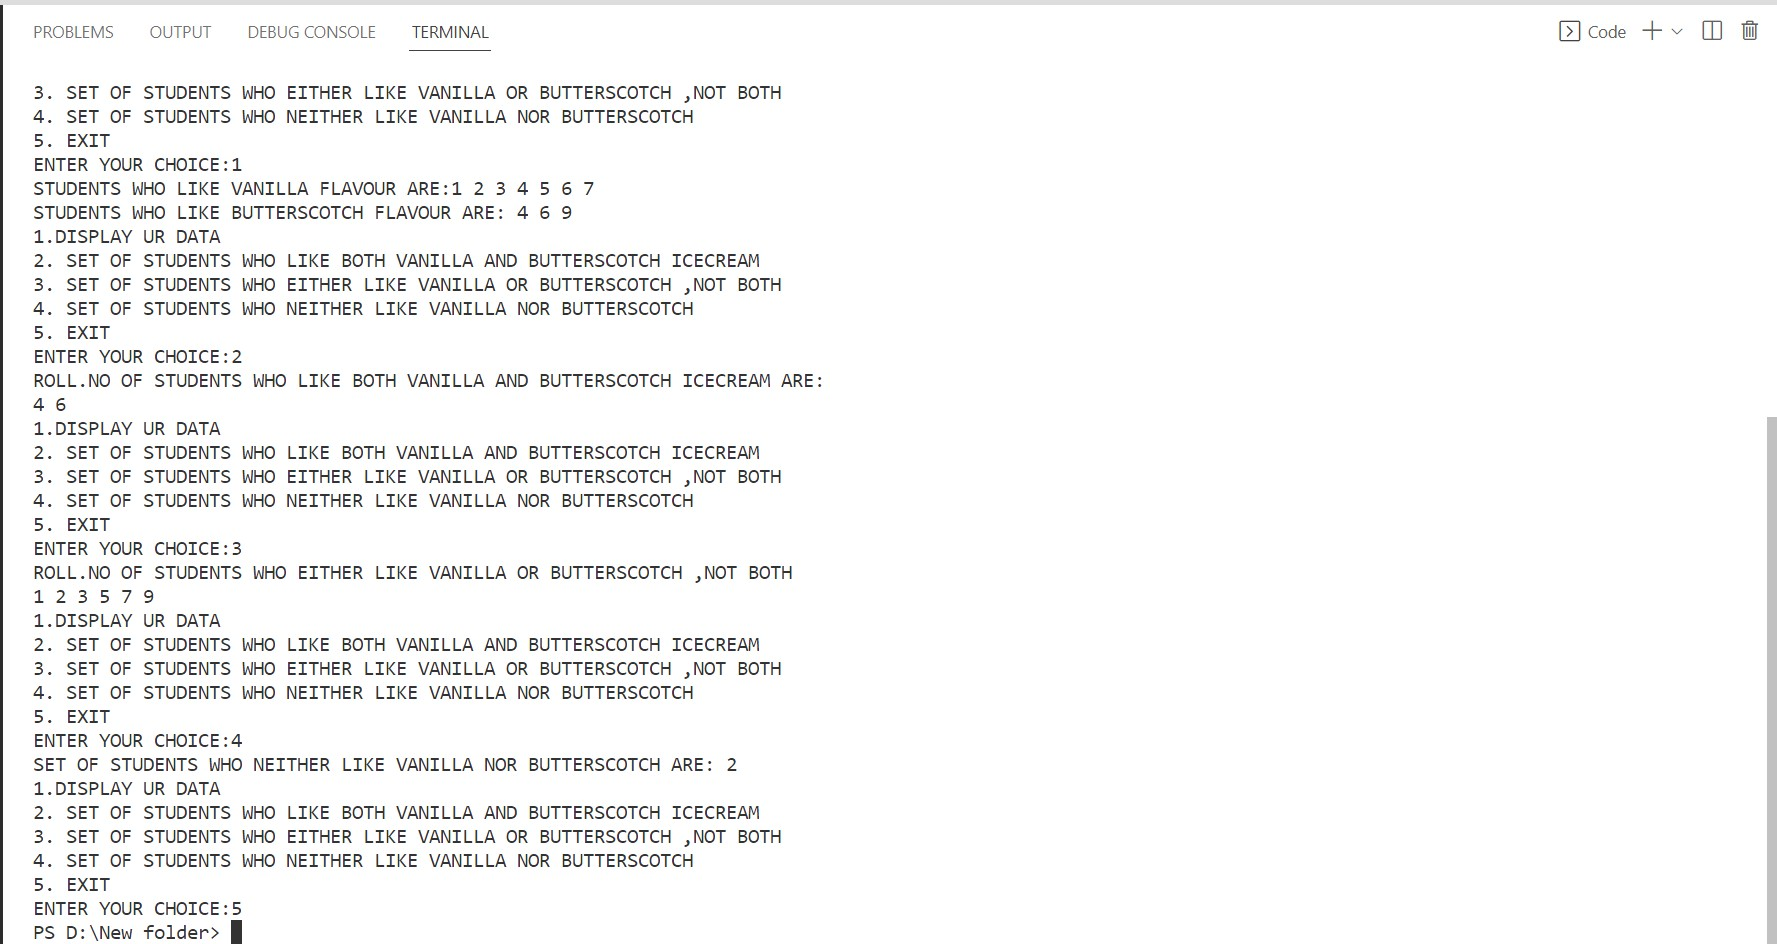 PROBLEMS OUTPUT DEBUG CONSOLE TERMINAL Code
3. SET OF STUDENTS WHO EITHER LIKE VANILLA OR BUTTERSCOTCH ,NOT BOTH
4. SET OF STUDENTS WHO NEITHER LIKE VANILLA NOR BUTTERSCOTCH
5. EXIT
ENTER YOUR CHOICE:1
STUDENTS WHO LIKE VANILLA FLAVOUR ARE:1 2 3 4 5 6 7
STUDENTS WHO LIKE BUTTERSCOTCH FLAVOUR ARE: 4 6 9
1.DISPLAY UR DATA
2. SET OF STUDENTS WHO LIKE BOTH VANILLA AND BUTTERSCOTCH ICECREAM
3. SET OF STUDENTS WHO EITHER LIKE VANILLA OR BUTTERSCOTCH ,NOT BOTH
4. SET OF STUDENTS WHO NEITHER LIKE VANILLA NOR BUTTERSCOTCH
5. EXIT
ENTER YOUR CHOICE:2
ROLL.NO OF STUDENTS WHO LIKE BOTH VANILLA AND BUTTERSCOTCH ICECREAM ARE:
4 6
1.DISPLAY UR DATA
2. SET OF STUDENTS WHO LIKE BOTH VANILLA AND BUTTERSCOTCH ICECREAM
3. SET OF STUDENTS WHO EITHER LIKE VANILLA OR BUTTERSCOTCH ,NOT BOTH
4. SET OF STUDENTS WHO NEITHER LIKE VANILLA NOR BUTTERSCOTCH
5. EXIT
ENTER YOUR CHOICE:3
ROLL.NO OF STUDENTS WHO EITHER LIKE VANILLA OR BUTTERSCOTCH ,NOT BOTH
1 2 3 5 7 9
1.DISPLAY UR DATA
2. SET OF STUDENTS WHO LIKE BOTH VANILLA AND BUTTERSCOTCH ICECREAM
3. SET OF STUDENTS WHO EITHER LIKE VANILLA OR BUTTERSCOTCH ,NOT BOTH
4. SET OF STUDENTS WHO NEITHER LIKE VANILLA NOR BUTTERSCOTCH
5. EXIT
ENTER YOUR CHOICE:4
SET OF STUDENTS WHO NEITHER LIKE VANILLA NOR BUTTERSCOTCH ARE: 2
1.DISPLAY UR DATA
2. SET OF STUDENTS WHO LIKE BOTH VANILLA AND BUTTERSCOTCH ICECREAM
3. SET OF STUDENTS WHO EITHER LIKE VANILLA OR BUTTERSCOTCH ,NOT BOTH
4. SET OF STUDENTS WHO NEITHER LIKE VANILLA NOR BUTTERSCOTCH
5. EXIT
ENTER YOUR CHOICE:5
PS D:\New folder>